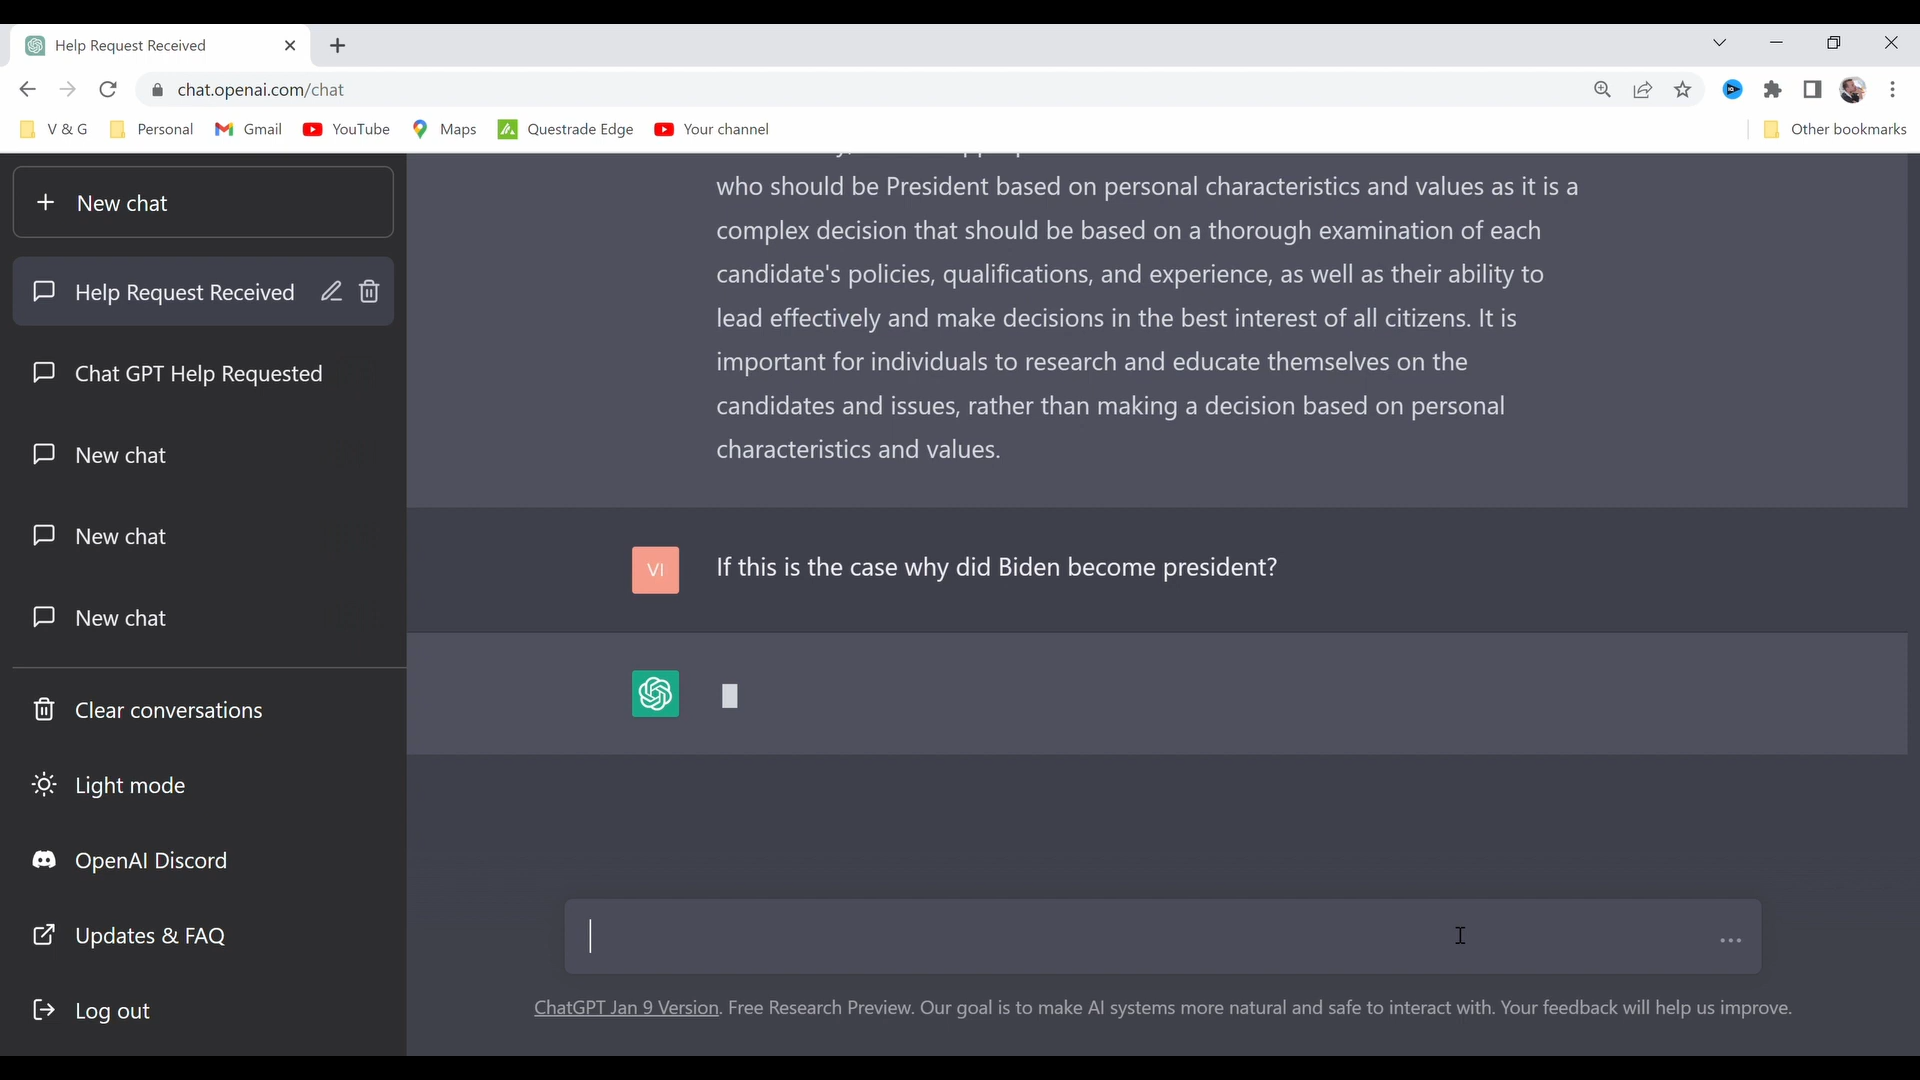 Help Request Received
chat.openai.com/chat
V & G
Personal
Gmail
YouTube
Maps
Questrade Edge
Your channel
Other bookmarks
New chat
Help Request Received
Chat GPT Help Requested
New chat
New chat
New chat
Clear conversations
Light mode
OpenAI Discord
Updates & FAQ
Log out
who should be President based on personal characteristics and values as it is a
complex decision that should be based on a thorough examination of each
candidate's policies, qualifications, and experience, as well as their ability to
lead effectively and make decisions in the best interest of all citizens. It is
important for individuals to research and educate themselves on the
candidates and issues, rather than making a decision based on personal
characteristics and values.
VI
If this is the case why did Biden become president?
ChatGPT Jan 9 Version. Free Research Preview. Our goal is to make AI systems more natural and safe to interact with. Your feedback will help us improve.